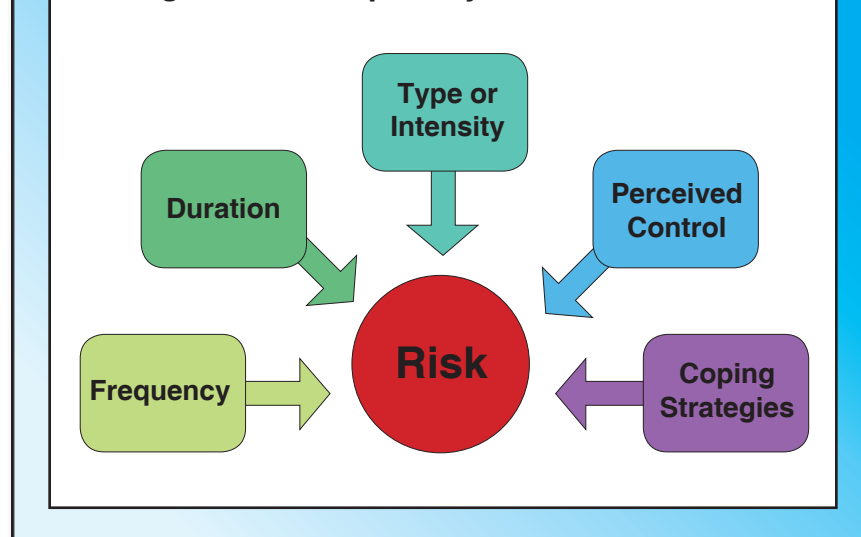 Type or
Intensity
Duration
Perceived
Control
Risk
Frequency
Coping
Strategies